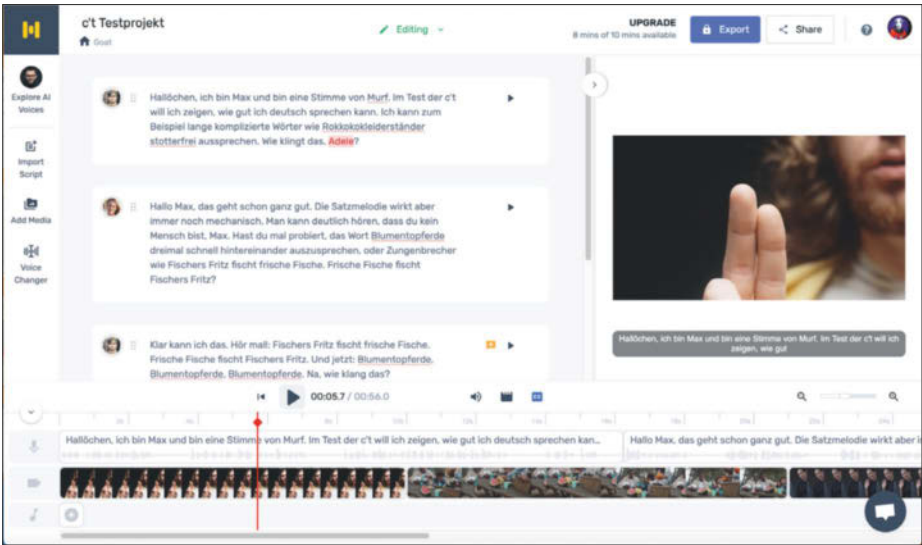 c't Testprojekt
Goat
Editing
UPGRADE
8 mins of 10 mins available
Export
Share
Explore AI
Voices
Import
Script
Add Media
Voice
Changer
Hallöchen, ich bin Max und bin eine Stimme von Murf. Im Test der c't
will ich zeigen, wie gut ich deutsch sprechen kann. Ich kann zum
Beispiel lange komplizierte Wörter wie Rokkokokleiderständer
stotterfrei aussprechen. Wie klingt das, Adele?
Hallo Max, das geht schon ganz gut. Die Satzmelodie wirkt aber
immer noch mechanisch. Man kann deutlich hören, dass du kein
Mensch bist, Max. Hast du mal probiert, das Wort Blumentopferde
dreimal schnell hintereinander auszusprechen, oder Zungenbrecher
wie Fischers Fritz fischt frische Fische. Frische Fische fischt
Fischers Fritz?
Klar kann ich das. Hör mal: Fischers Fritz fischt frische Fische.
Frische Fische fischt Fischers Fritz. Und jetzt: Blumentopferde,
Blumentopferde, Blumentopferde. Na, wie klang das?
Hallöchen, ich bin Max und bin eine Stimme von Murf. Im Test der c't will ich
zeigen, wie gut
00:05.7 / 00:56.0
Hallöchen, ich bin Max und bin eine Stimme von Murf. Im Test der c't will ich zeigen, wie gut ich deutsch sprechen kan...
Hallo Max, das geht schon ganz gut. Die Satzmelodie wirkt aber